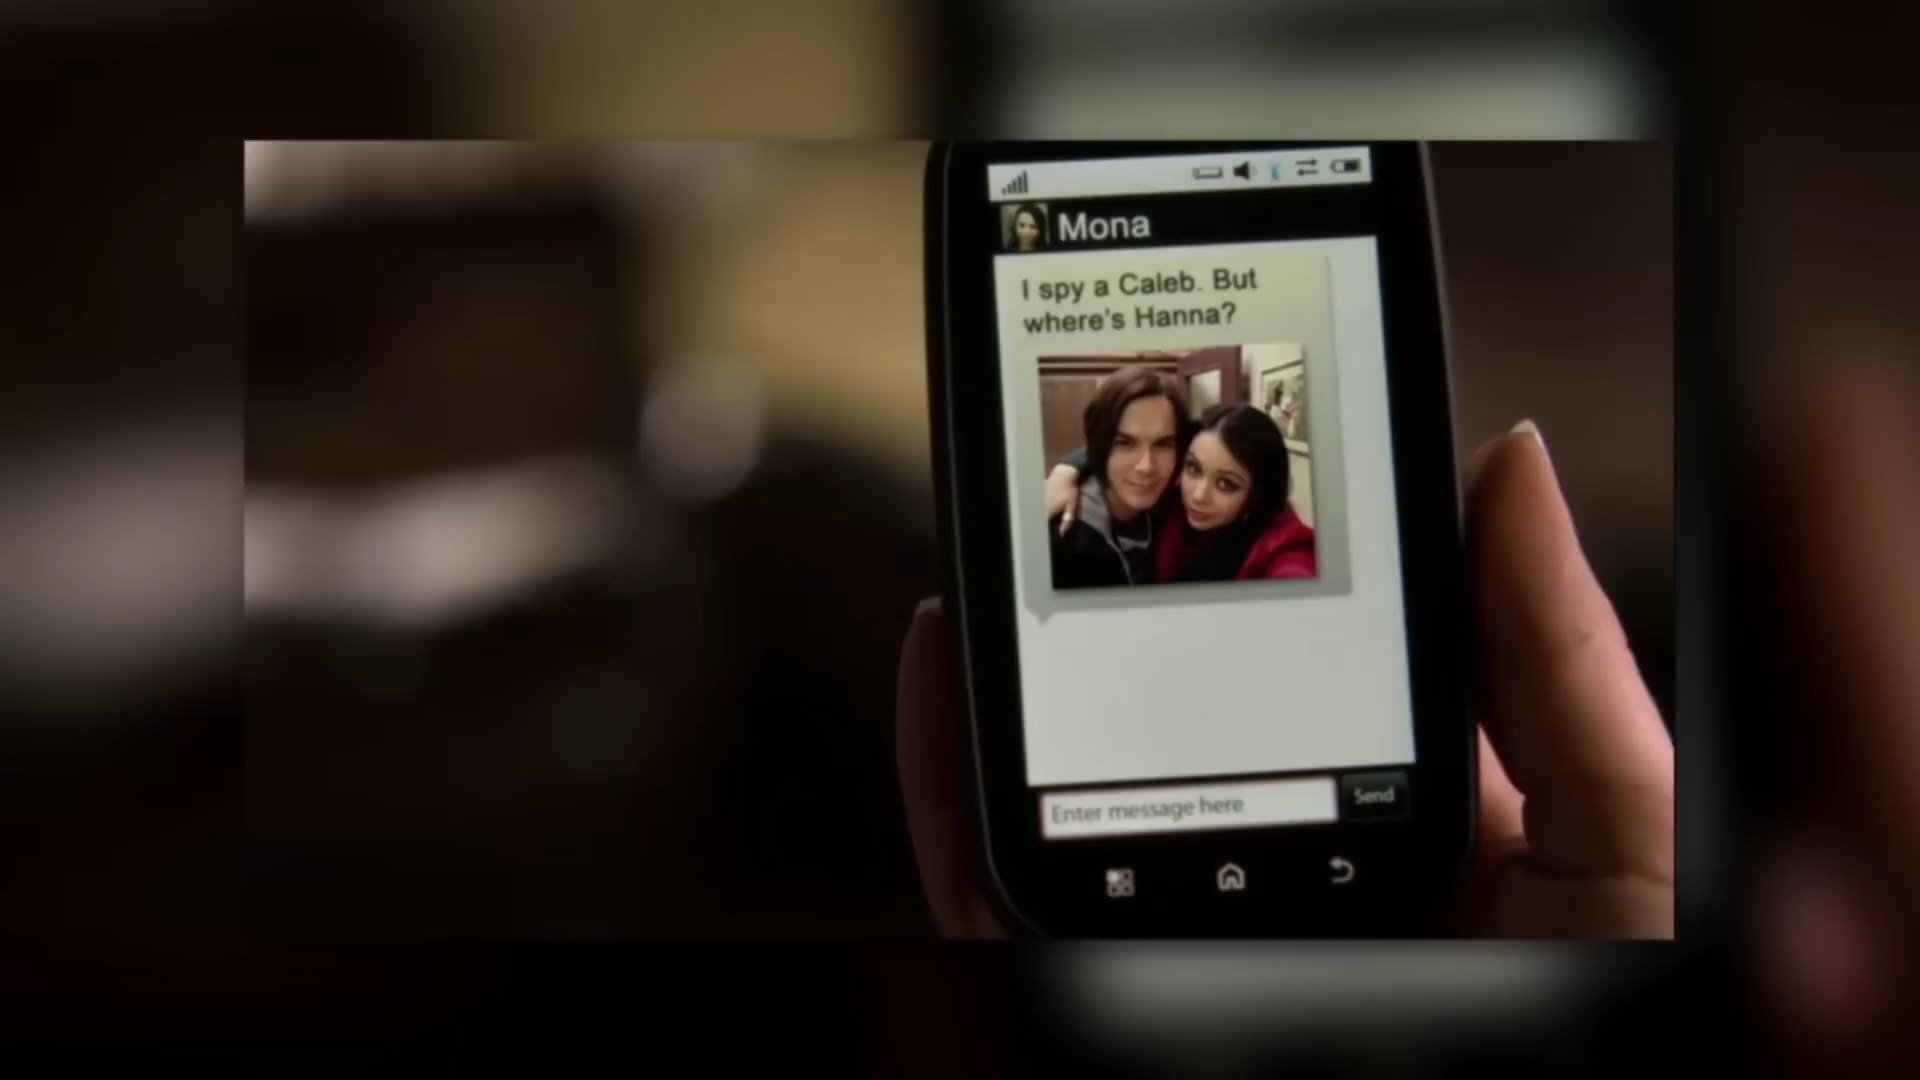 Mona
I spy a Caleb. But
where's Hanna?
Enter message here
Send